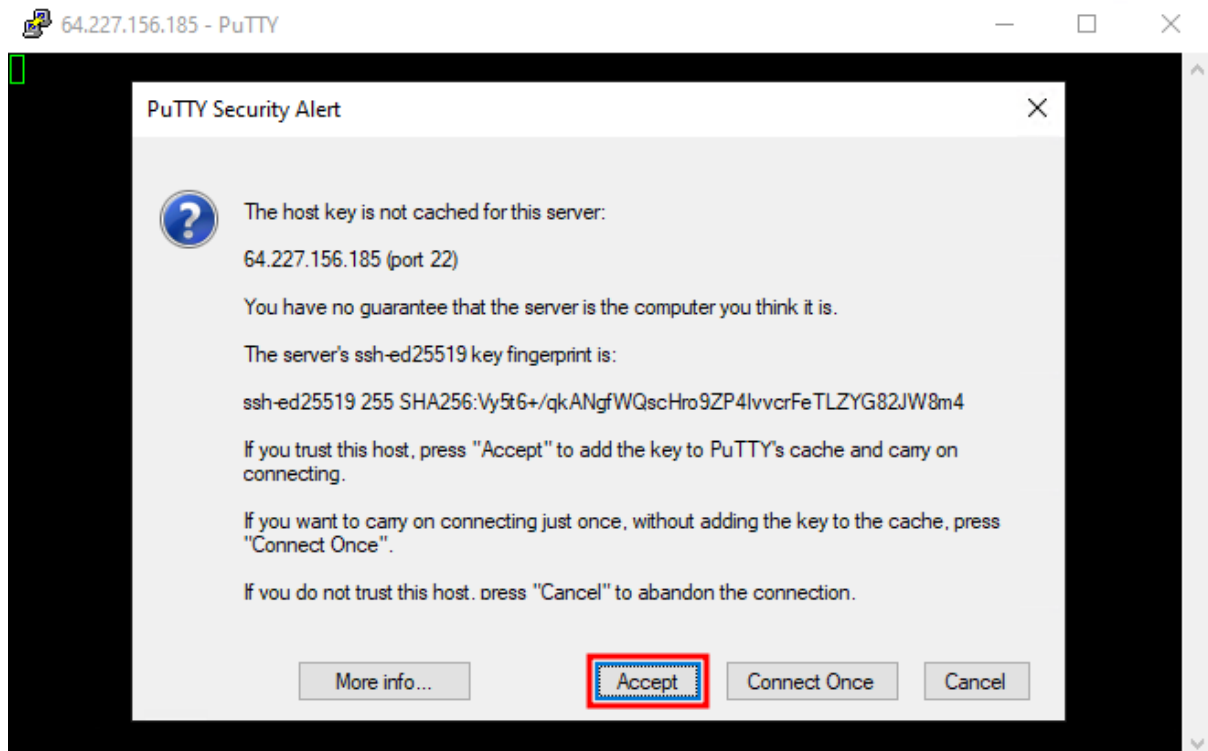 64.227.156.185 - PuTTY
PuTTY Security Alert
The host key is not cached for this server:
64.227.156.185 (port 22)
You have no guarantee that the server is the computer you think it is.
The server's ssh-ed25519 key fingerprint is:
ssh-ed25519 255 SHA256:Vy5t6+/qkANgfWQscHro9ZP4lvvcrFeTLZYG82JW8m4
If you trust this host, press "Accept" to add the key to PuTTY's cache and carry on
connecting.
If you want to carry on connecting just once, without adding the key to the cache, press
"Connect Once".
If you do not trust this host, press "Cancel" to abandon the connection.
More info... Accept Connect Once Cancel